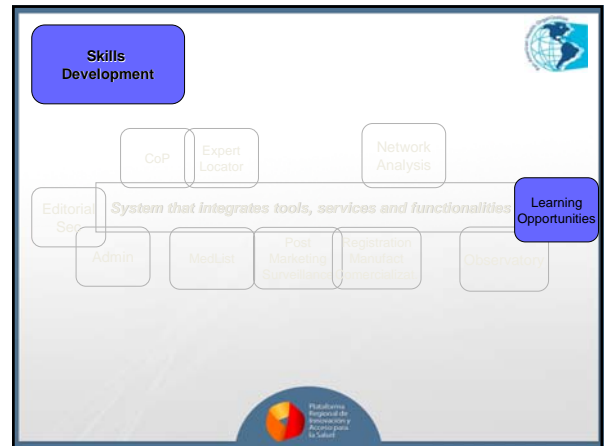 Skills
Development
CoP
Expert
Locator
Network
Analysis
Editorial
System that integrates tools, services and functionalities
Learning
Opportunities
Admin
MedList
Post
Marketing
Surveillance
Registration
Observatory
Plataforma
Regional de
Innovación y
Acceso para
la Salud